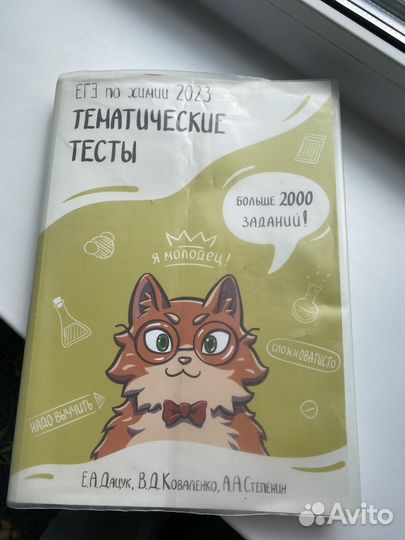 ЕГЭ по химии 2023
ТЕМАТИЧЕСКИЕ
ТЕСТЫ
БОЛЬШЕ 2000
ЗАДАНИЙ!
Я МОЛОДЕЦ!
СЛОЖНОВАТИСТО
НАДО ВЫУЧИТЬ
Е.А.Дацук, В.Д.Коваленко, А.А.Степенин
Avito